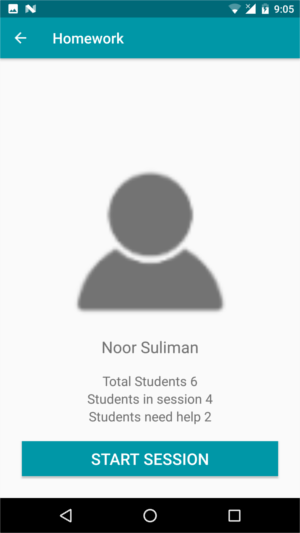 9:05
Homework
Noor Suliman
Total Students 6
Students in session 4
Students need help 2
START SESSION